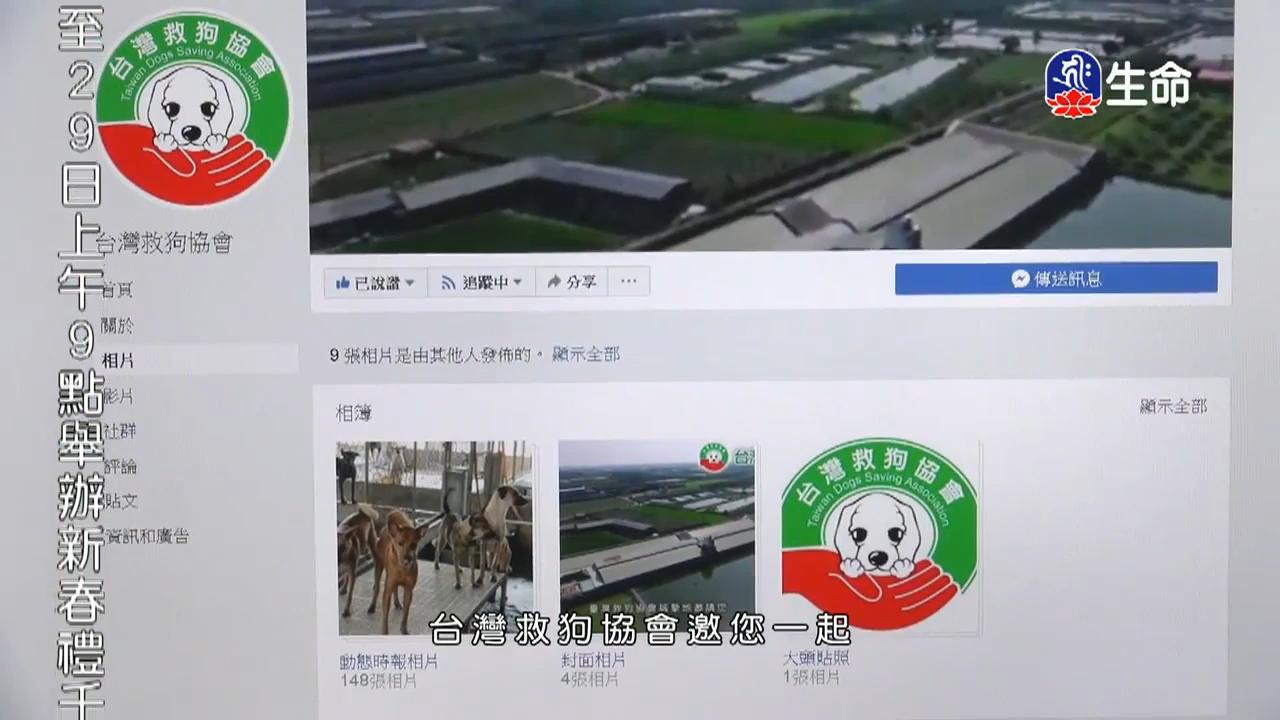 至29日上午9點舉辦新春禮千
台灣救狗協會
Taiwan Dogs Saving Association
生命
台灣救狗協會
首頁
關於
相片
影片
社群
評論
貼文
資訊和廣告
已說讚
追蹤中
分享
傳送訊息
9 張相片是由其他人發佈的。 顯示全部
相簿
顯示全部
台灣救狗協會
Taiwan Dogs Saving Association
台灣救狗協會邀您一起
動態時報相片
148張相片
封面相片
4張相片
大頭貼照
1張相片